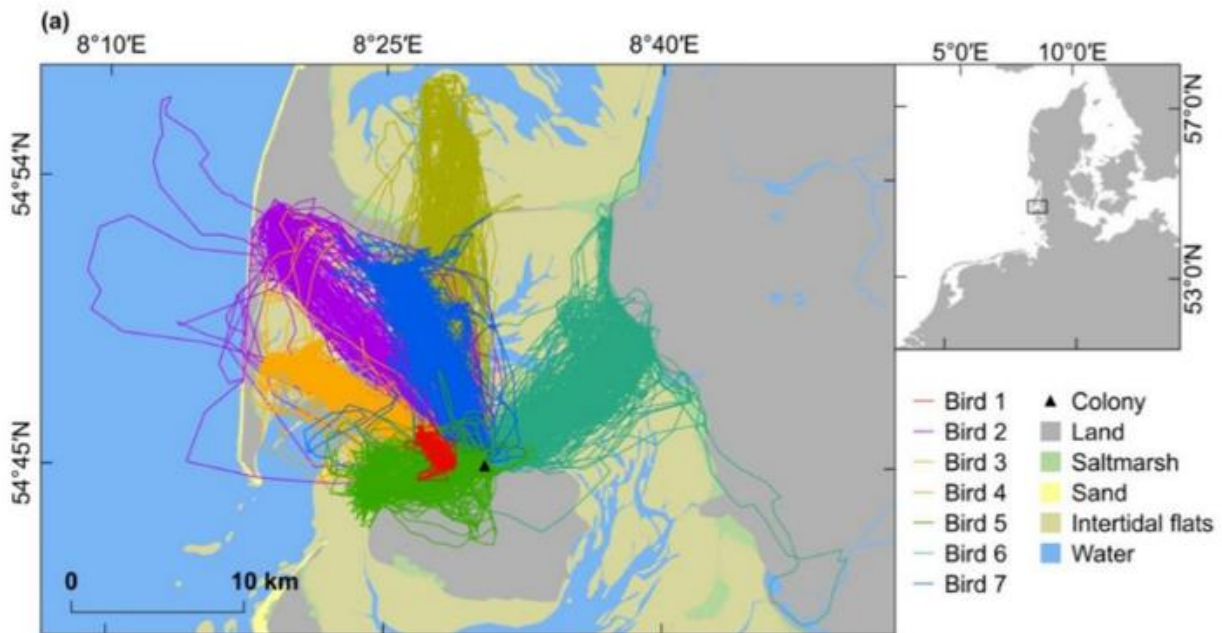 (a)
8°10′E 8°25′E 8°40′E
54°54′N
54°45′N
0 10 km
5°0′E 10°0′E
57°0′N
53°0′N
Bird 1
Bird 2
Bird 3
Bird 4
Bird 5
Bird 6
Bird 7
Colony
Land
Saltmarsh
Sand
Intertidal flats
Water